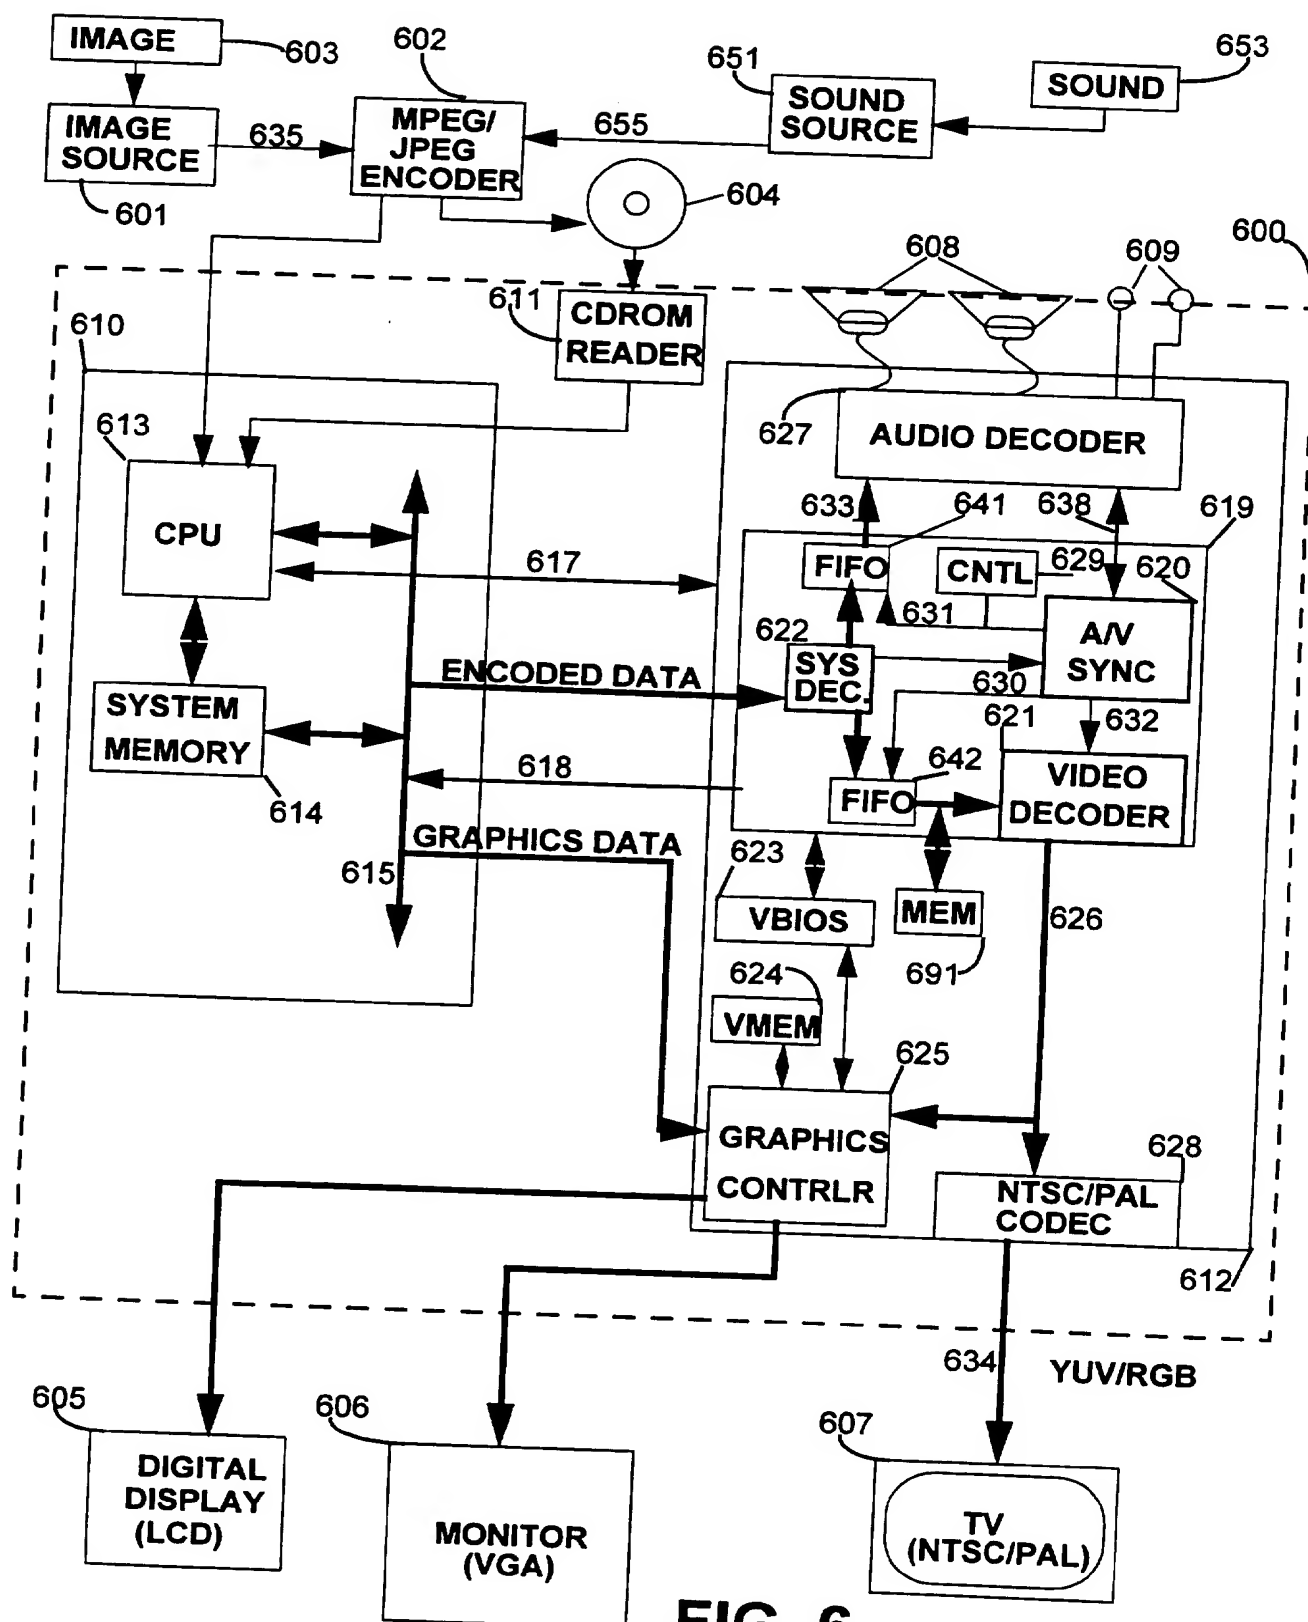 IMAGE
603
602
651
653
SOUND
SOURCE
SOUND
IMAGE
SOURCE
635
MPEG/
JPEG
ENCODER
655
601
604
600
608
609
611
CDROM
READER
610
613
627
AUDIO DECODER
CPU
633
641
638
619
FIFO
CNTL
629
620
617
631
A/V
SYNC
622
SYS
DEC.
ENCODED DATA
630
632
SYSTEM
MEMORY
621
618
642
VIDEO
DECODER
614
FIFO
GRAPHICS DATA
615
623
VBIOS
MEM
626
691
624
VMEM
625
GRAPHICS
CONTRLR
628
NTSC/PAL
CODEC
612
634
YUV/RGB
605
606
607
DIGITAL
DISPLAY
(LCD)
MONITOR
(VGA)
TV
(NTSC/PAL)
FIG. 6